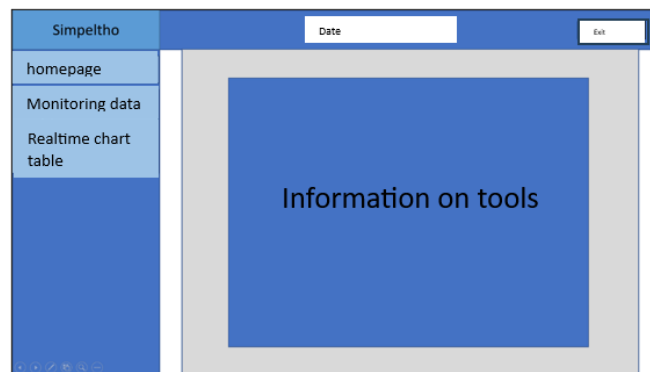 Simpeltho
Date
Exit
homepage
Monitoring data
Realtime chart
table
Information on tools